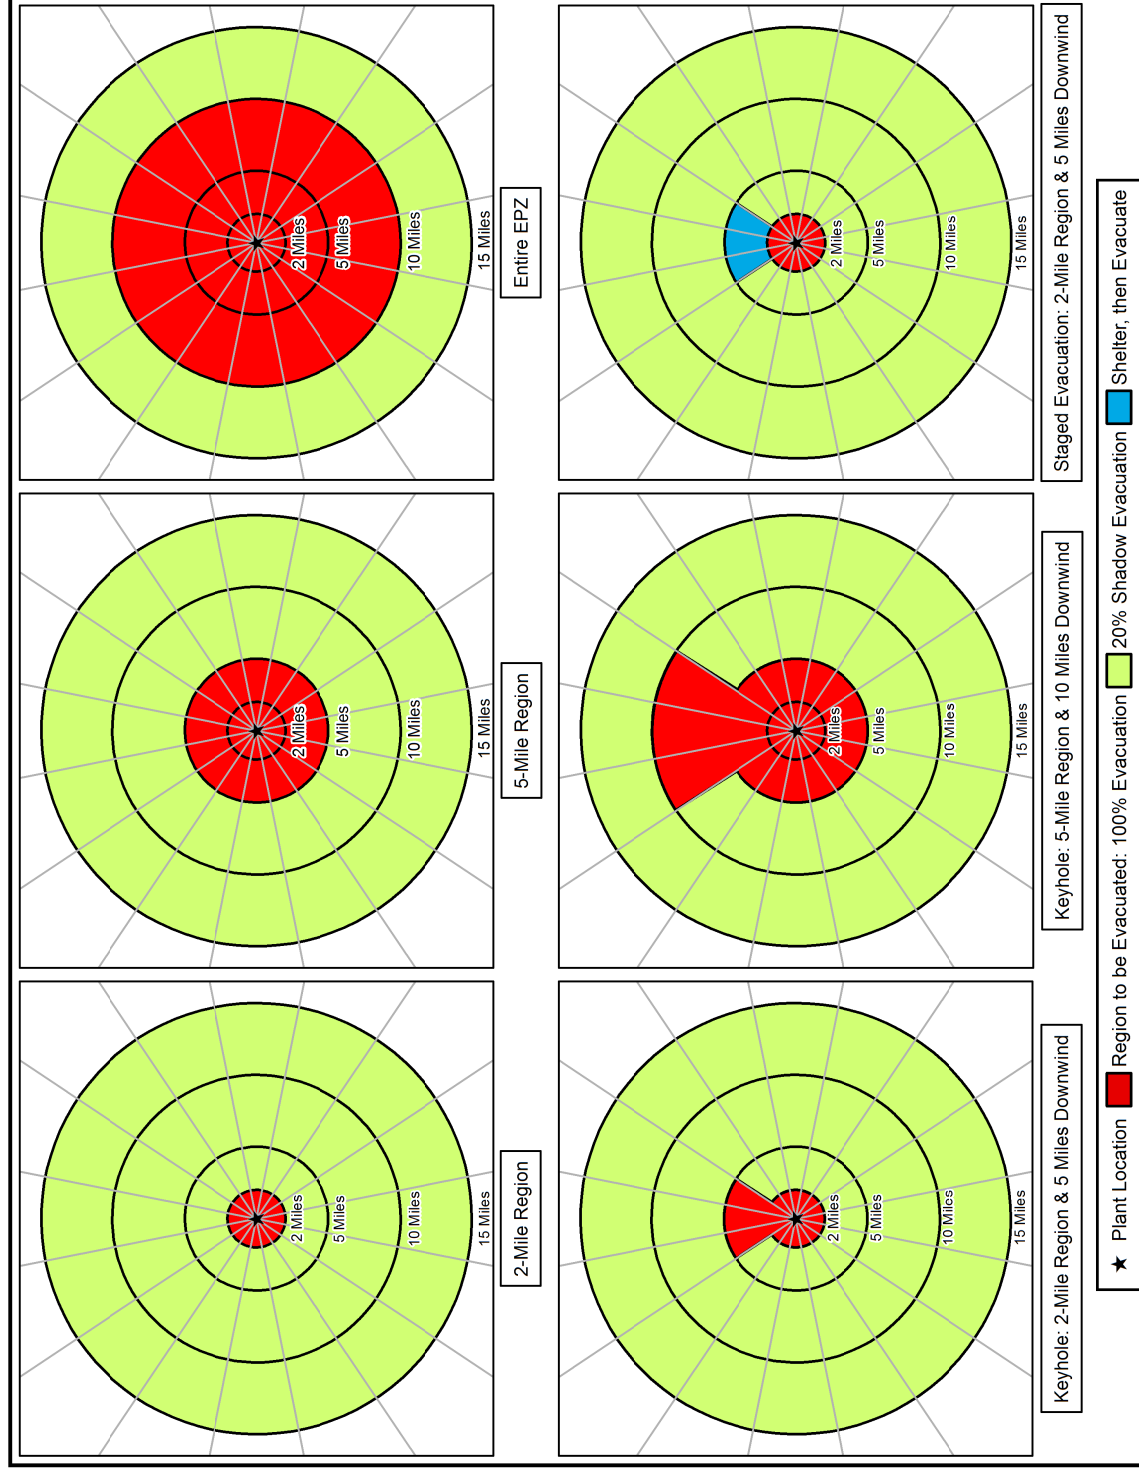 2 Miles
5 Miles
10 Miles
15 Miles
2-Mile Region
2 Miles
5 Miles
10 Miles
15 Miles
5-Mile Region
2 Miles
5 Miles
10 Miles
15 Miles
Entire EPZ
2 Miles
5 Miles
10 Miles
15 Miles
Keyhole: 2-Mile Region & 5 Miles Downwind
2 Miles
5 Miles
10 Miles
15 Miles
Keyhole: 5-Mile Region & 10 Miles Downwind
2 Miles
5 Miles
10 Miles
15 Miles
Staged Evacuation: 2-Mile Region & 5 Miles Downwind
Plant Location Region to be Evacuated: 100% Evacuation 20% Shadow Evacuation Shelter, then Evacuate